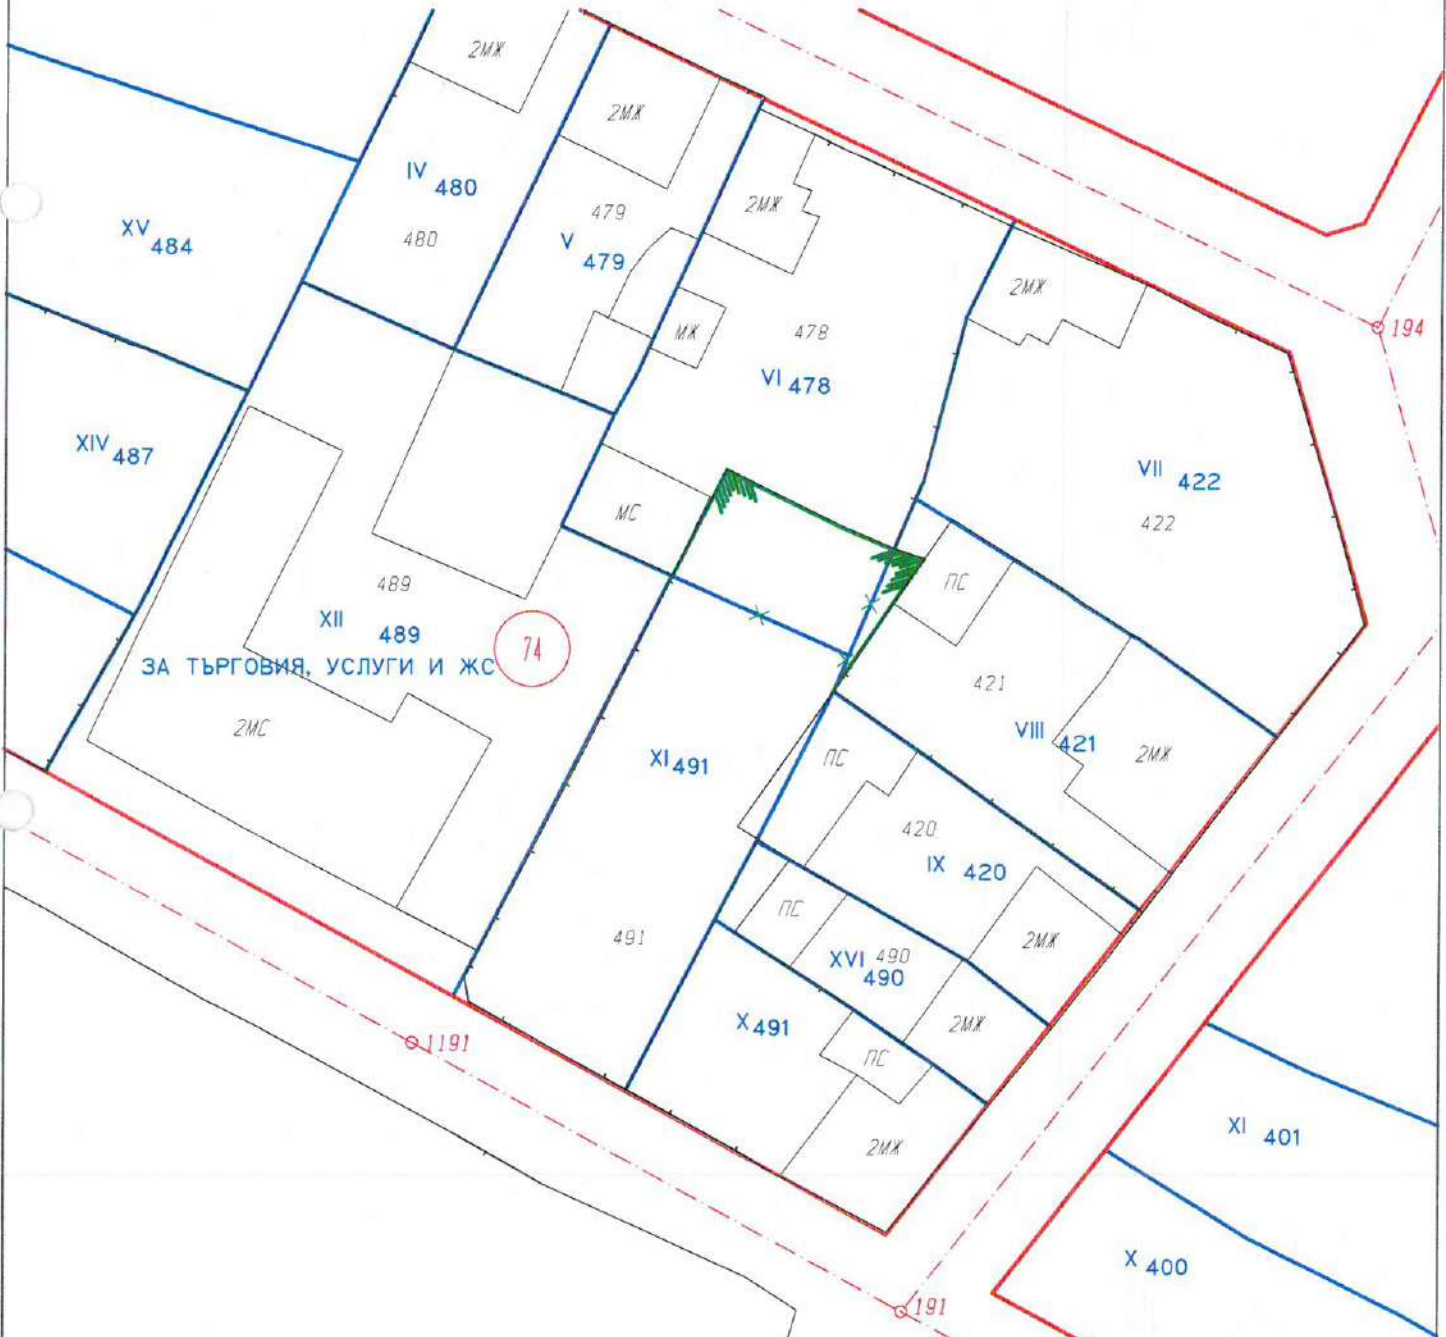 2МЖ
2МЖ
IV 480
480
479
V 479
2МЖ
XV 484
2МЖ
194
МЖ
478
VI 478
XIV 487
VII 422
422
МС
489
XII 489
ЗА ТЪРГОВИЯ, УСЛУГИ И ЖС
74
ПС
421
VIII 421
2МЖ
2МС
XI 491
ПС
420
IX 420
491
ПС
XVI 490
490
2МЖ
X 491
2МЖ
1191
ПС
2МЖ
XI 401
X 400
191